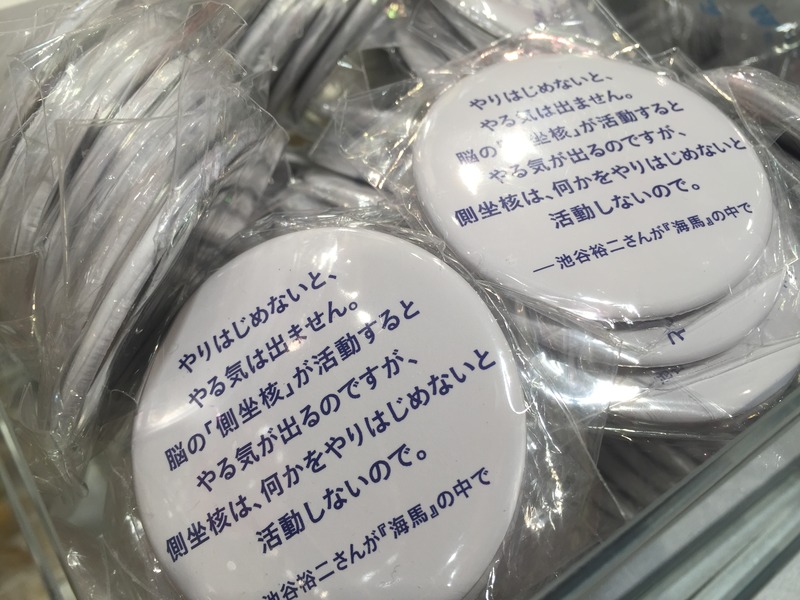 やりはじめないと、
やる気は出ません。
脳の「側坐核」が活動すると
やる気が出るのですが、
側坐核は、何かをやりはじめないと
活動しないので。
—池谷裕二さんが『海馬』の中で
やりはじめないと、
やる気は出ません。
脳の「側坐核」が活動すると
やる気が出るのですが、
側坐核は、何かをやりはじめないと
活動しないので。
池谷裕二さんが『海馬』の中で